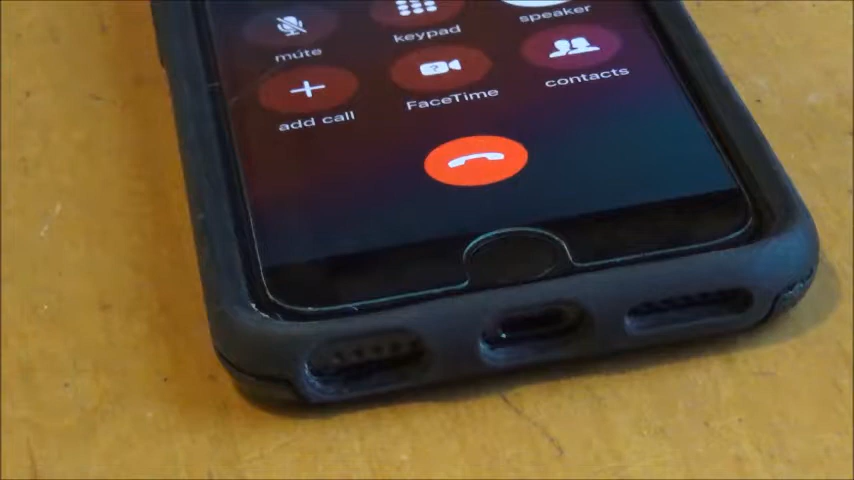 mute
keypad
speaker
add call
FaceTime
contacts
?